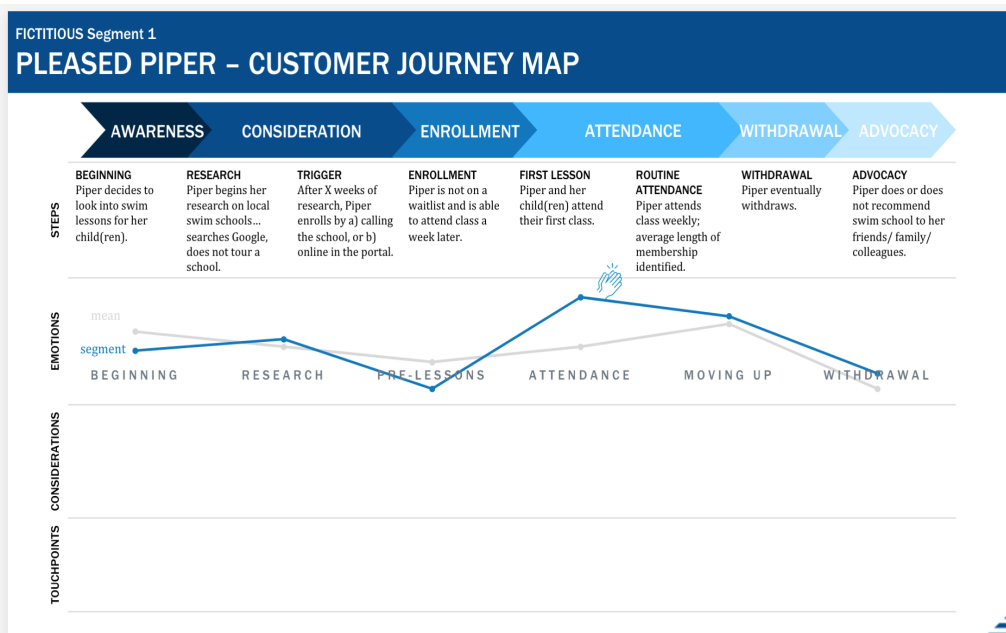 FICTITIOUS Segment 1
PLEASED PIPER – CUSTOMER JOURNEY MAP
AWARENESS
CONSIDERATION
ENROLLMENT
ATTENDANCE
WITHDRAWAL
ADVOCACY
STEPS
BEGINNING
Piper decides to
look into swim
lessons for her
child(ren).
RESEARCH
Piper begins her
research on local
swim schools…
searches Google,
does not tour a
school.
TRIGGER
After X weeks of
research, Piper
enrolls by a) calling
the school, or b)
online in the portal.
ENROLLMENT
Piper is not on a
waitlist and is able
to attend class a
week later.
FIRST LESSON
Piper and her
child(ren) attend
their first class.
ROUTINE
ATTENDANCE
Piper attends
class weekly;
average length of
membership
identified.
WITHDRAWAL
Piper eventually
withdraws.
ADVOCACY
Piper does or does
not recommend
swim school to her
friends/ family/
colleagues.
EMOTIONS
mean
segment
BEGINNING
RESEARCH
PRE-LESSONS
ATTENDANCE
MOVING UP
WITHDRAWAL
CONSIDERATIONS
TOUCHPOINTS